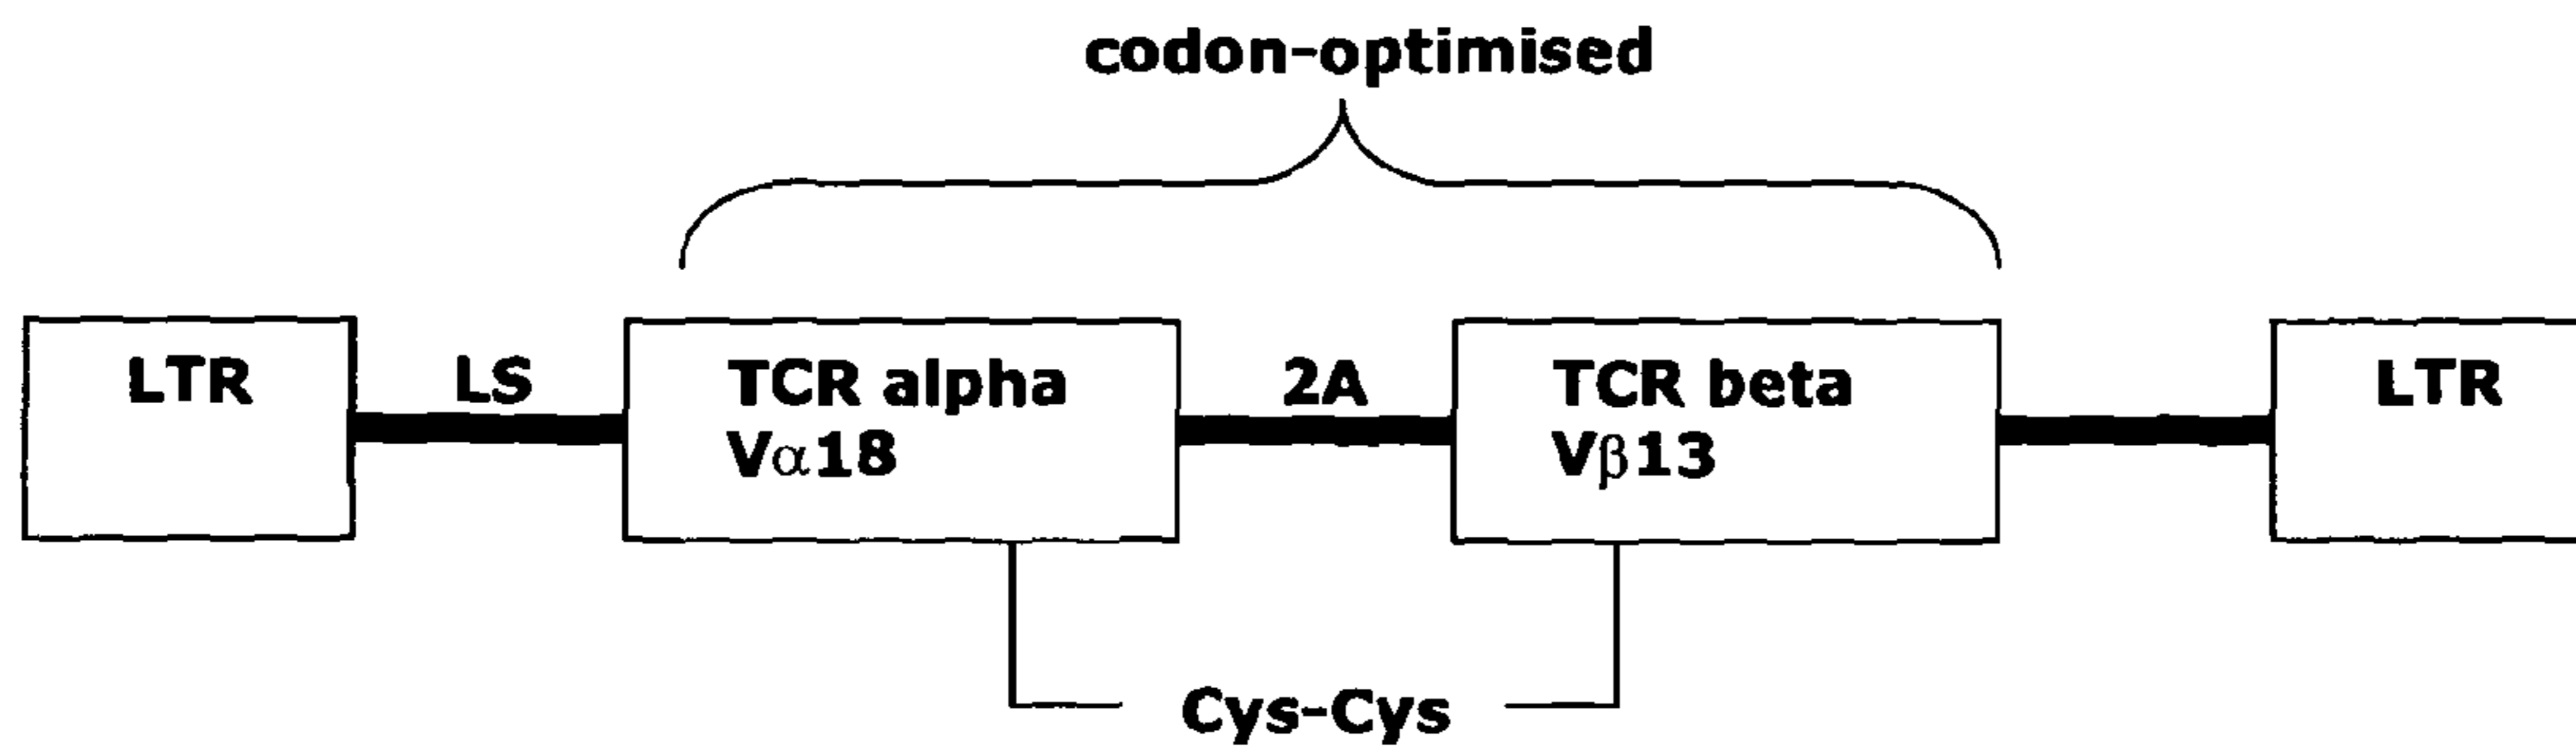 codon-optimised
LTR
LS
TCR alpha
Vα18
2A
TCR beta
Vβ13
LTR
Cys-Cys